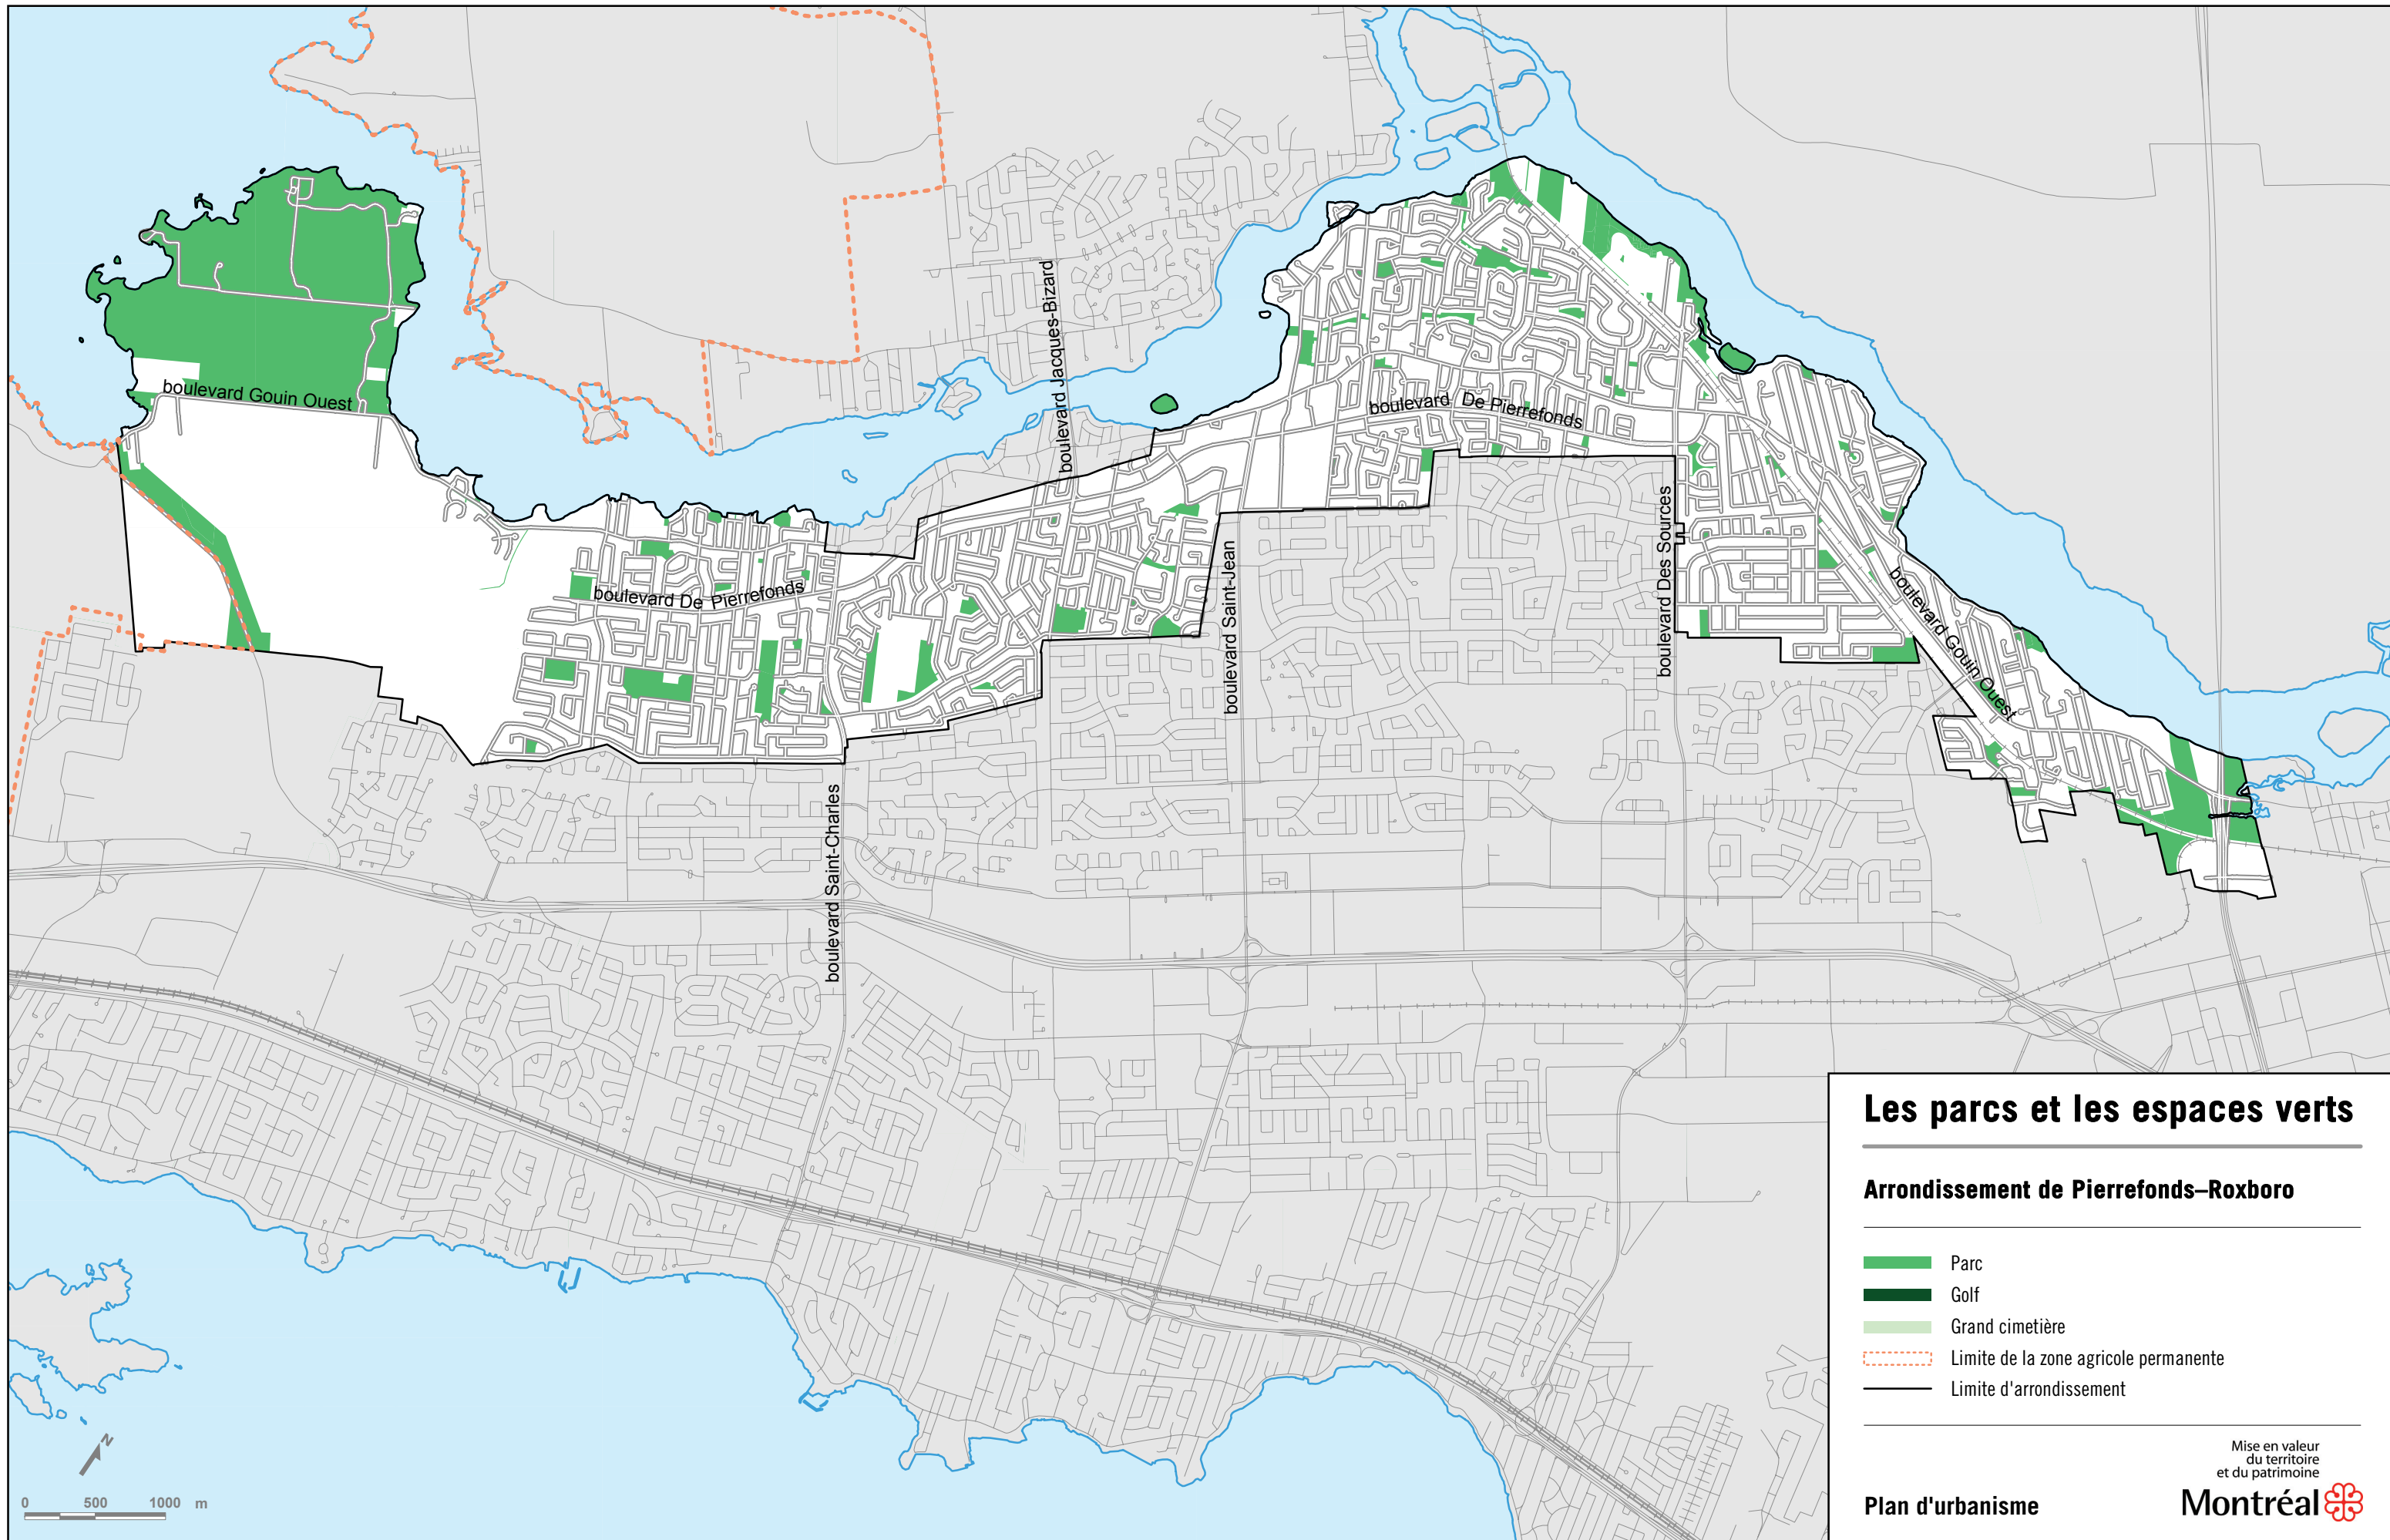 boulevard Jacques-Bizard
boulevard Gouin Ouest
boulevard De Pierrefonds
boulevard De Pierrefonds
boulevard Saint-Jean
boulevard Des Sources
boulevard Gouin Ouest
boulevard Saint-Charles
Les parcs et les espaces verts
Arrondissement de Pierrefonds–Roxboro
Parc
Golf
Grand cimetière
Limite de la zone agricole permanente
Limite d'arrondissement
Mise en valeur
du territoire
et du patrimoine
Plan d'urbanisme
Montréal
N
0 500 1000 m